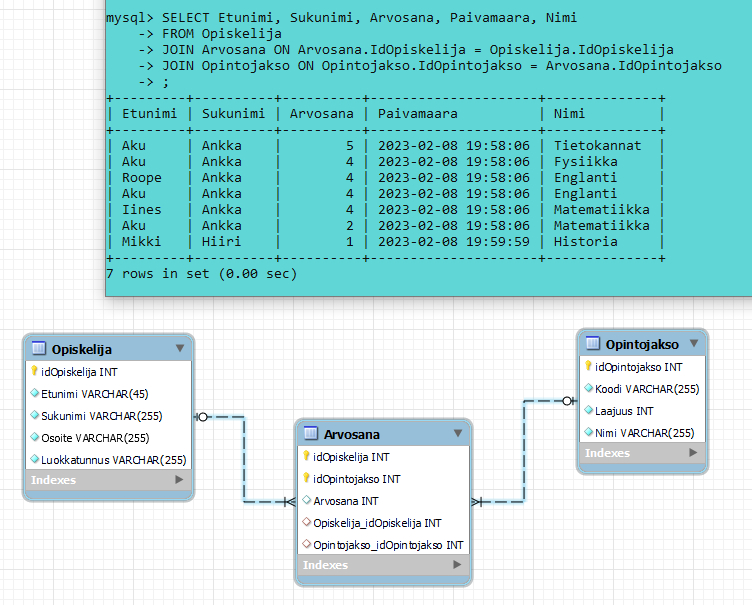 mysql> SELECT Etunimi, Sukunimi, Arvosana, Paivamaara, Nimi
    -> FROM Opiskelija
    -> JOIN Arvosana ON Arvosana.IdOpiskelija = Opiskelija.IdOpiskelija
    -> JOIN Opintojakso ON Opintojakso.IdOpintojakso = Arvosana.IdOpintojakso
    -> ;
+---------+----------+----------+---------------------+--------------+
| Etunimi | Sukunimi | Arvosana | Paivamaara          | Nimi         |
+---------+----------+----------+---------------------+--------------+
| Aku     | Ankka    |        5 | 2023-02-08 19:58:06 | Tietokannat  |
| Aku     | Ankka    |        4 | 2023-02-08 19:58:06 | Fysiikka     |
| Roope   | Ankka    |        4 | 2023-02-08 19:58:06 | Englanti     |
| Aku     | Ankka    |        4 | 2023-02-08 19:58:06 | Englanti     |
| Iines   | Ankka    |        4 | 2023-02-08 19:58:06 | Matematiikka |
| Aku     | Ankka    |        2 | 2023-02-08 19:58:06 | Matematiikka |
| Mikki   | Hiiri    |        1 | 2023-02-08 19:59:59 | Historia     |
+---------+----------+----------+---------------------+--------------+
7 rows in set (0.00 sec)
Opiskelija
idOpiskelija INT
Etunimi VARCHAR(45)
Sukunimi VARCHAR(255)
Osoite VARCHAR(255)
Luokkatunnus VARCHAR(255)
Indexes
Arvosana
idOpiskelija INT
idOpintojakso INT
Arvosana INT
Opiskelija_idOpiskelija INT
Opintojakso_idOpintojakso INT
Indexes
Opintojakso
idOpintojakso INT
Koodi VARCHAR(255)
Laajuus INT
Nimi VARCHAR(255)
Indexes